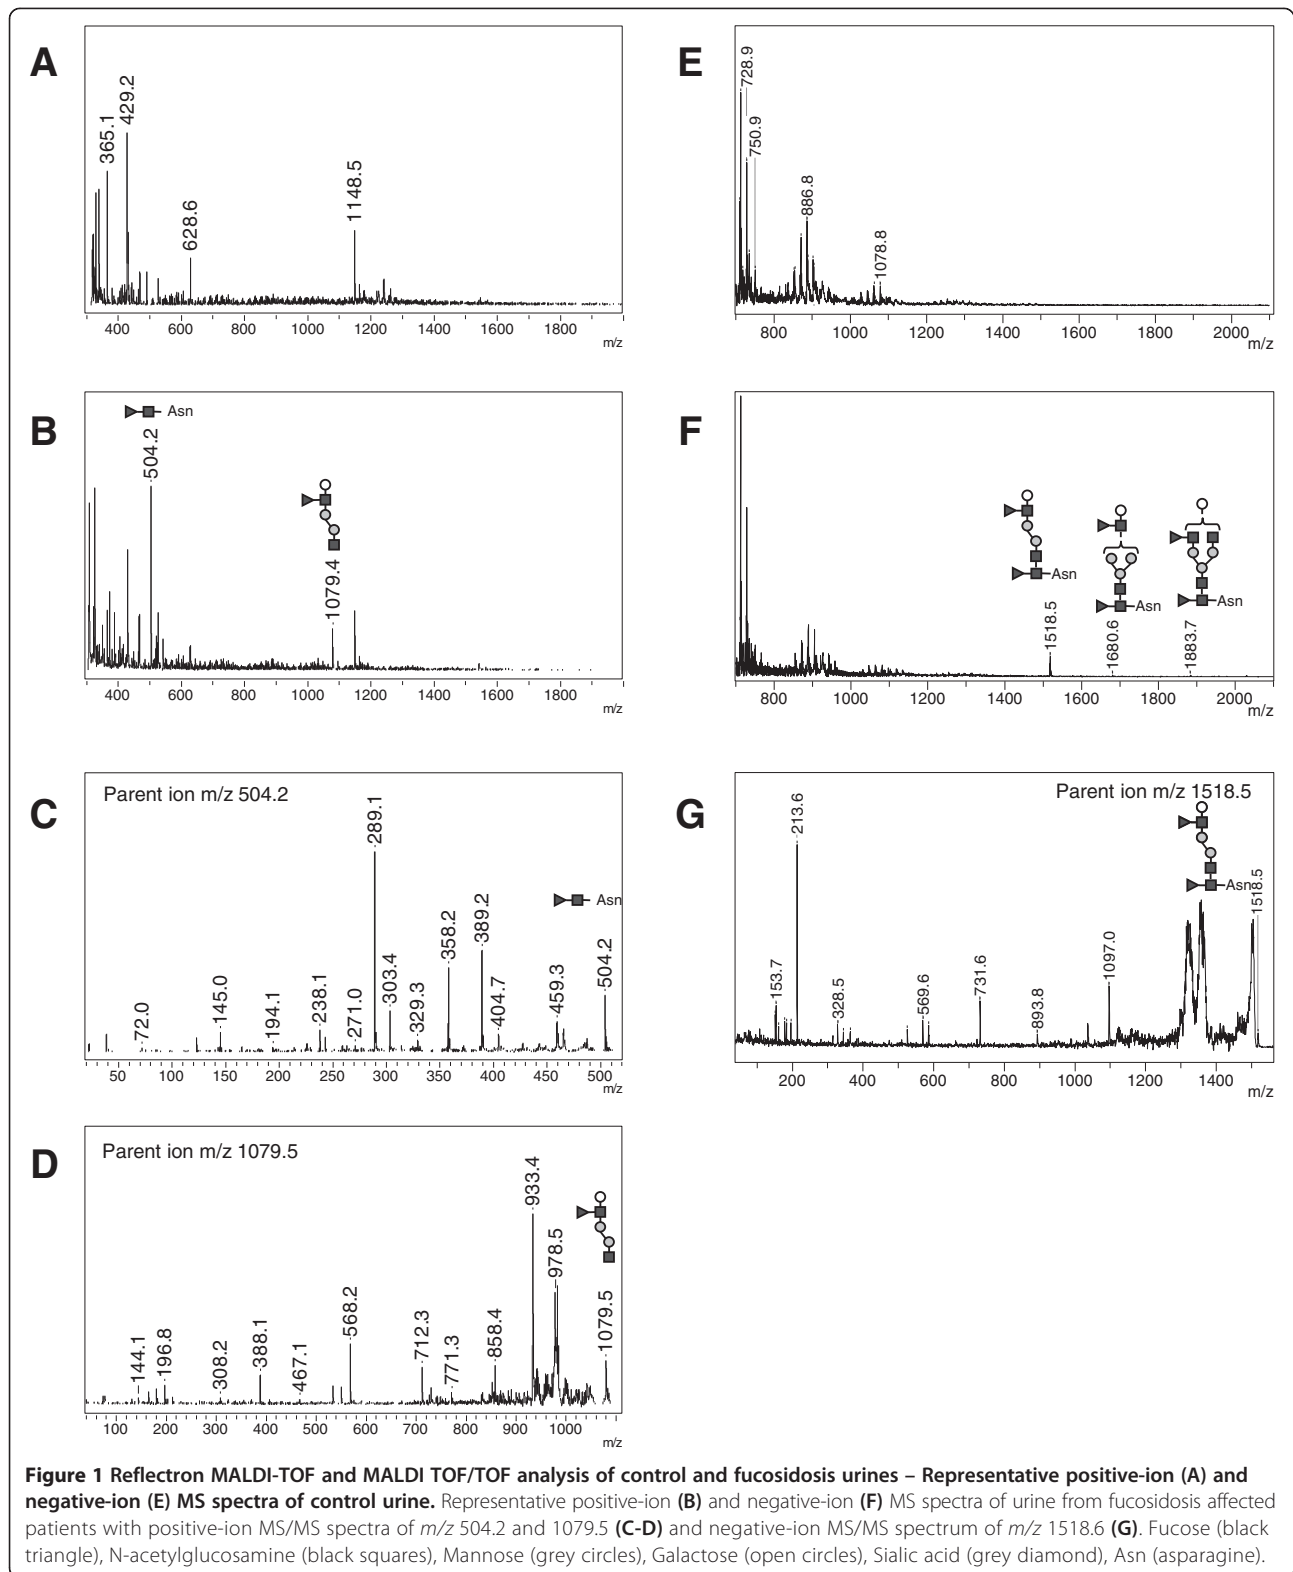 A
365.1
429.2
628.6
1148.5
400 600 800 1000 1200 1400 1600 1800
m/z
E
728.9
750.9
886.8
1078.8
800 1000 1200 1400 1600 1800 2000
m/z
B
Asn
504.2
1079.4
400 600 800 1000 1200 1400 1600 1800
m/z
F
Asn
Asn
Asn
1518.5
1680.6
1883.7
800 1000 1200 1400 1600 1800 2000
m/z
C
Parent ion m/z 504.2
72.0
145.0
194.1
238.1
271.0
289.1
303.4
329.3
358.2
389.2
404.7
459.3
504.2
Asn
50 100 150 200 250 300 350 400 450 500
m/z
G
Parent ion m/z 1518.5
153.7
213.6
328.5
569.6
731.6
893.8
1097.0
Asn
1518.5
200 400 600 800 1000 1200 1400
m/z
D
Parent ion m/z 1079.5
144.1
196.8
308.2
388.1
467.1
568.2
712.3
771.3
858.4
933.4
978.5
1079.5
100 200 300 400 500 600 700 800 900 1000
m/z
Figure 1 Reflectron MALDI-TOF and MALDI TOF/TOF analysis of control and fucosidosis urines – Representative positive-ion (A) and
negative-ion (E) MS spectra of control urine. Representative positive-ion (B) and negative-ion (F) MS spectra of urine from fucosidosis affected
patients with positive-ion MS/MS spectra of m/z 504.2 and 1079.5 (C-D) and negative-ion MS/MS spectrum of m/z 1518.6 (G). Fucose (black
triangle), N-acetylglucosamine (black squares), Mannose (grey circles), Galactose (open circles), Sialic acid (grey diamond), Asn (asparagine).